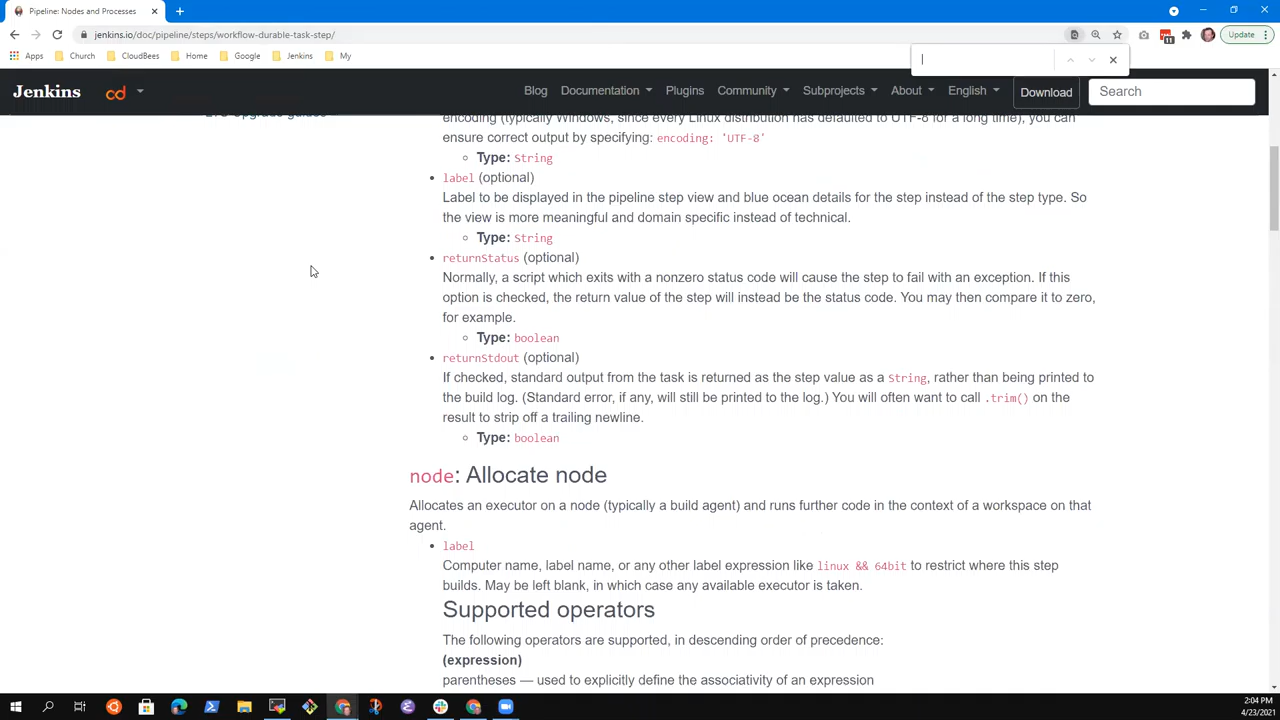 Pipeline: Nodes and Processes
jenkins.io/doc/pipeline/steps/workflow-durable-task-step/
11
Update
Apps
Church
CloudBees
Home
Google
Jenkins
My
Jenkins
cd
Blog
Documentation
Plugins
Community
Subprojects
About
English
Download
Search
encoding (typically Windows, since every Linux distribution has defaulted to UTF-8 for a long time), you can
ensure correct output by specifying: encoding: 'UTF-8'
Type: String
label (optional)
Label to be displayed in the pipeline step view and blue ocean details for the step instead of the step type. So
the view is more meaningful and domain specific instead of technical.
Type: String
returnStatus (optional)
Normally, a script which exits with a nonzero status code will cause the step to fail with an exception. If this
option is checked, the return value of the step will instead be the status code. You may then compare it to zero,
for example.
Type: boolean
returnStdout (optional)
If checked, standard output from the task is returned as the step value as a String, rather than being printed to
the build log. (Standard error, if any, will still be printed to the log.) You will often want to call .trim() on the
result to strip off a trailing newline.
Type: boolean
node: Allocate node
Allocates an executor on a node (typically a build agent) and runs further code in the context of a workspace on that
agent.
label
Computer name, label name, or any other label expression like linux && 64bit to restrict where this step
builds. May be left blank, in which case any available executor is taken.
Supported operators
The following operators are supported, in descending order of precedence:
(expression)
parentheses — used to explicitly define the associativity of an expression
2:04 PM
4/23/2021